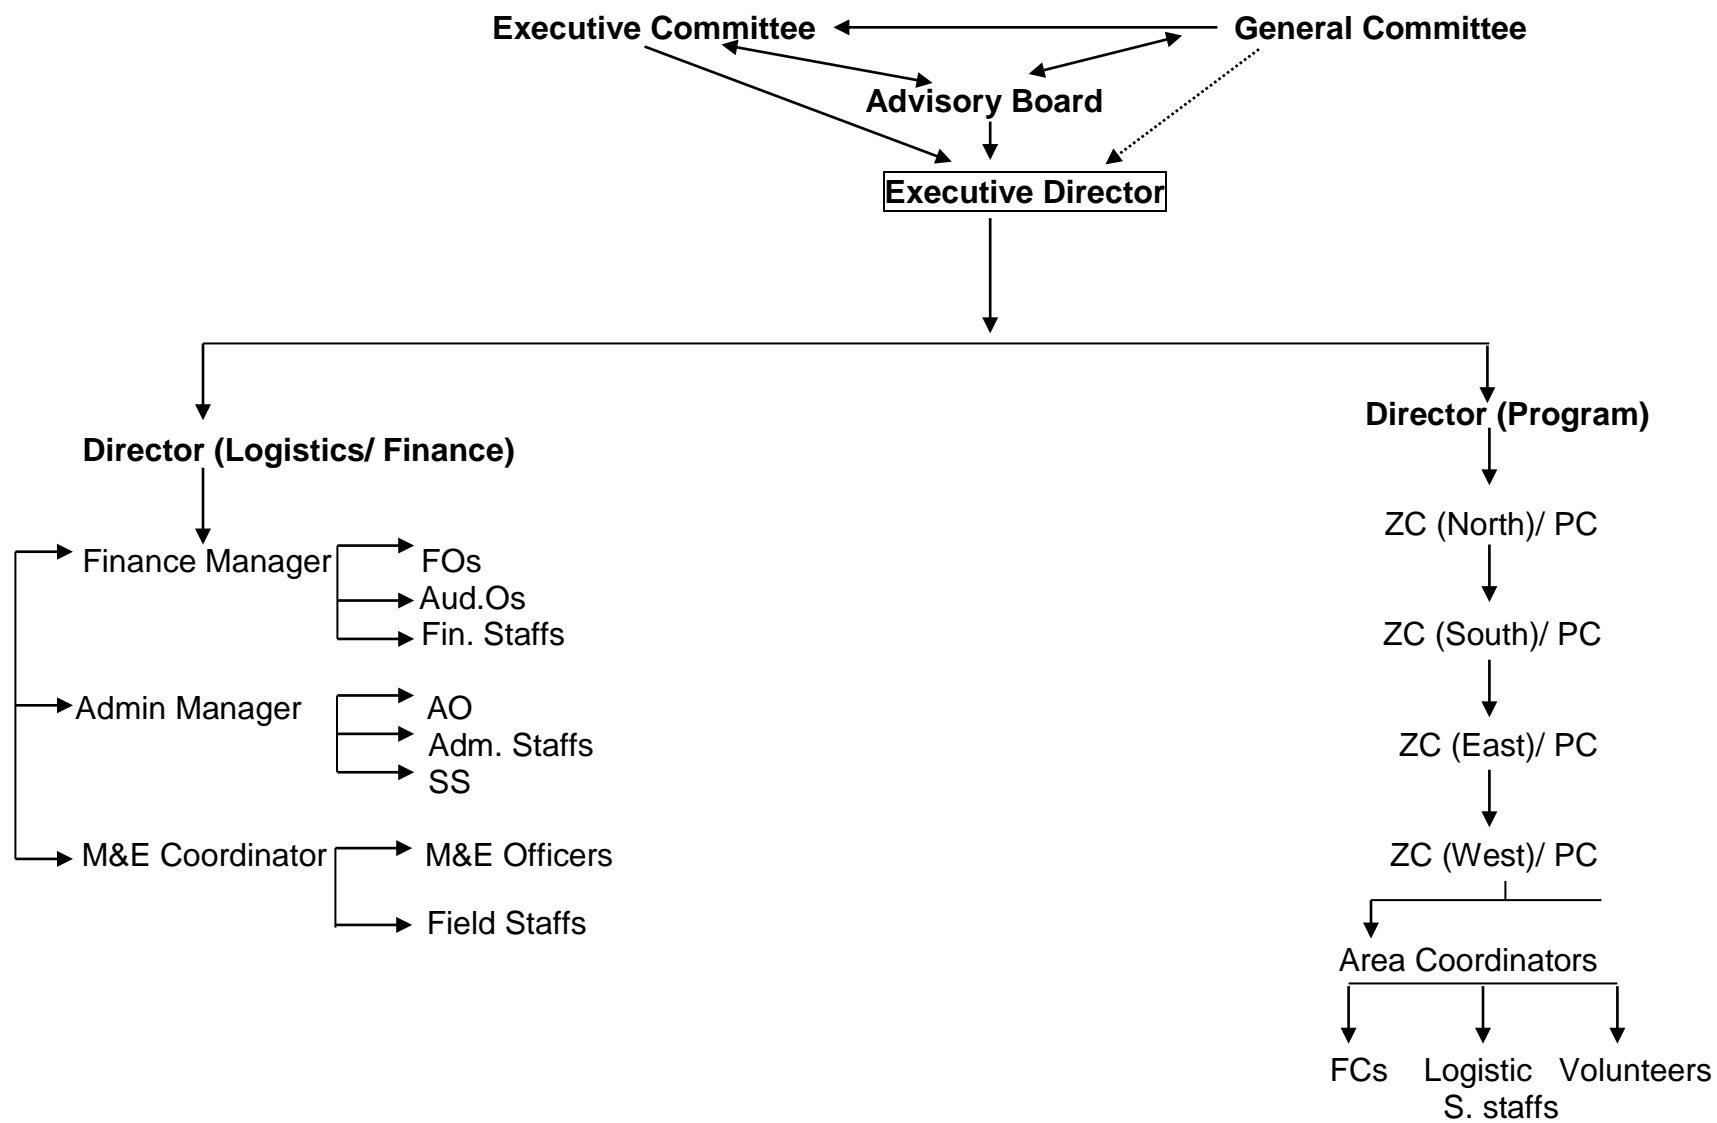 Executive Committee
General Committee
Advisory Board
Executive Director
Director (Logistics/ Finance)
Finance Manager
FOs
Aud.Os
Fin. Staffs
Admin Manager
AO
Adm. Staffs
SS
M&E Coordinator
M&E Officers
Field Staffs
Director (Program)
ZC (North)/ PC
ZC (South)/ PC
ZC (East)/ PC
ZC (West)/ PC
Area Coordinators
FCs
Logistic
S. staffs
Volunteers